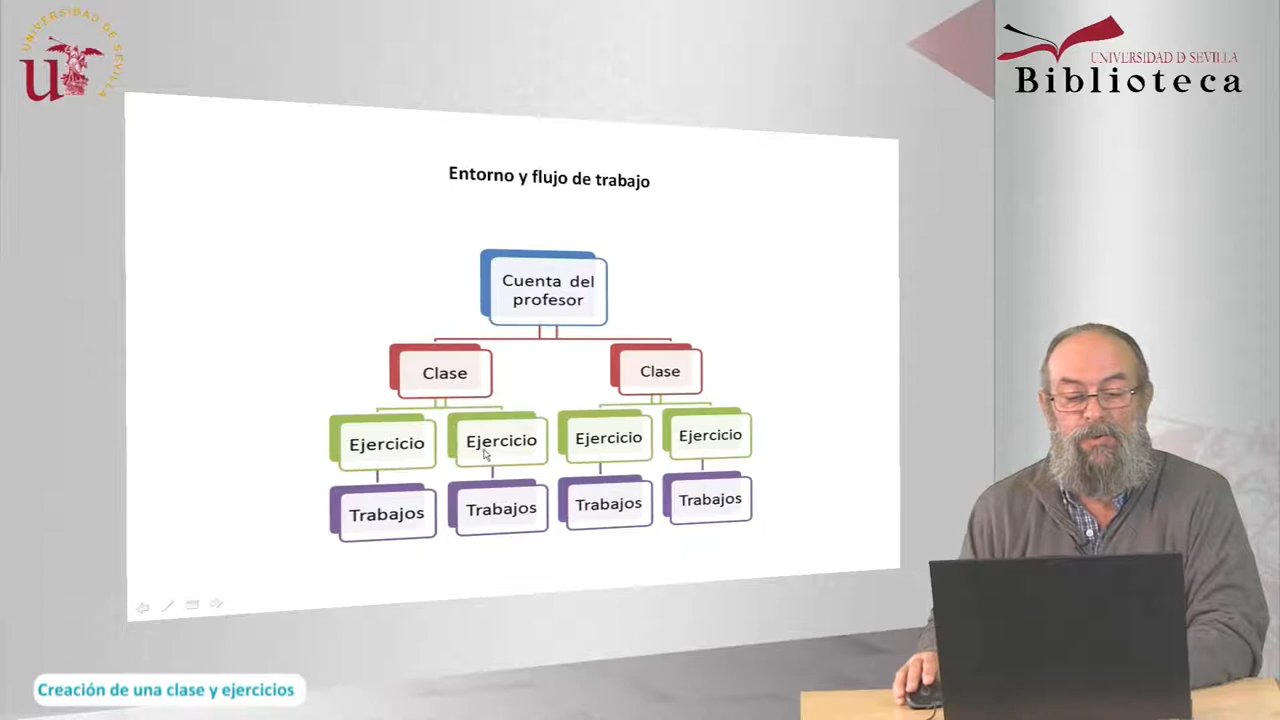 UNIVERSIDAD DE SEVILLA
UNIVERSIDAD D SEVILLA
Biblioteca
Entorno y flujo de trabajo
Cuenta del
profesor
Clase
Clase
Ejercicio
Ejercicio
Ejercicio
Ejercicio
Trabajos
Trabajos
Trabajos
Trabajos
Creación de una clase y ejercicios